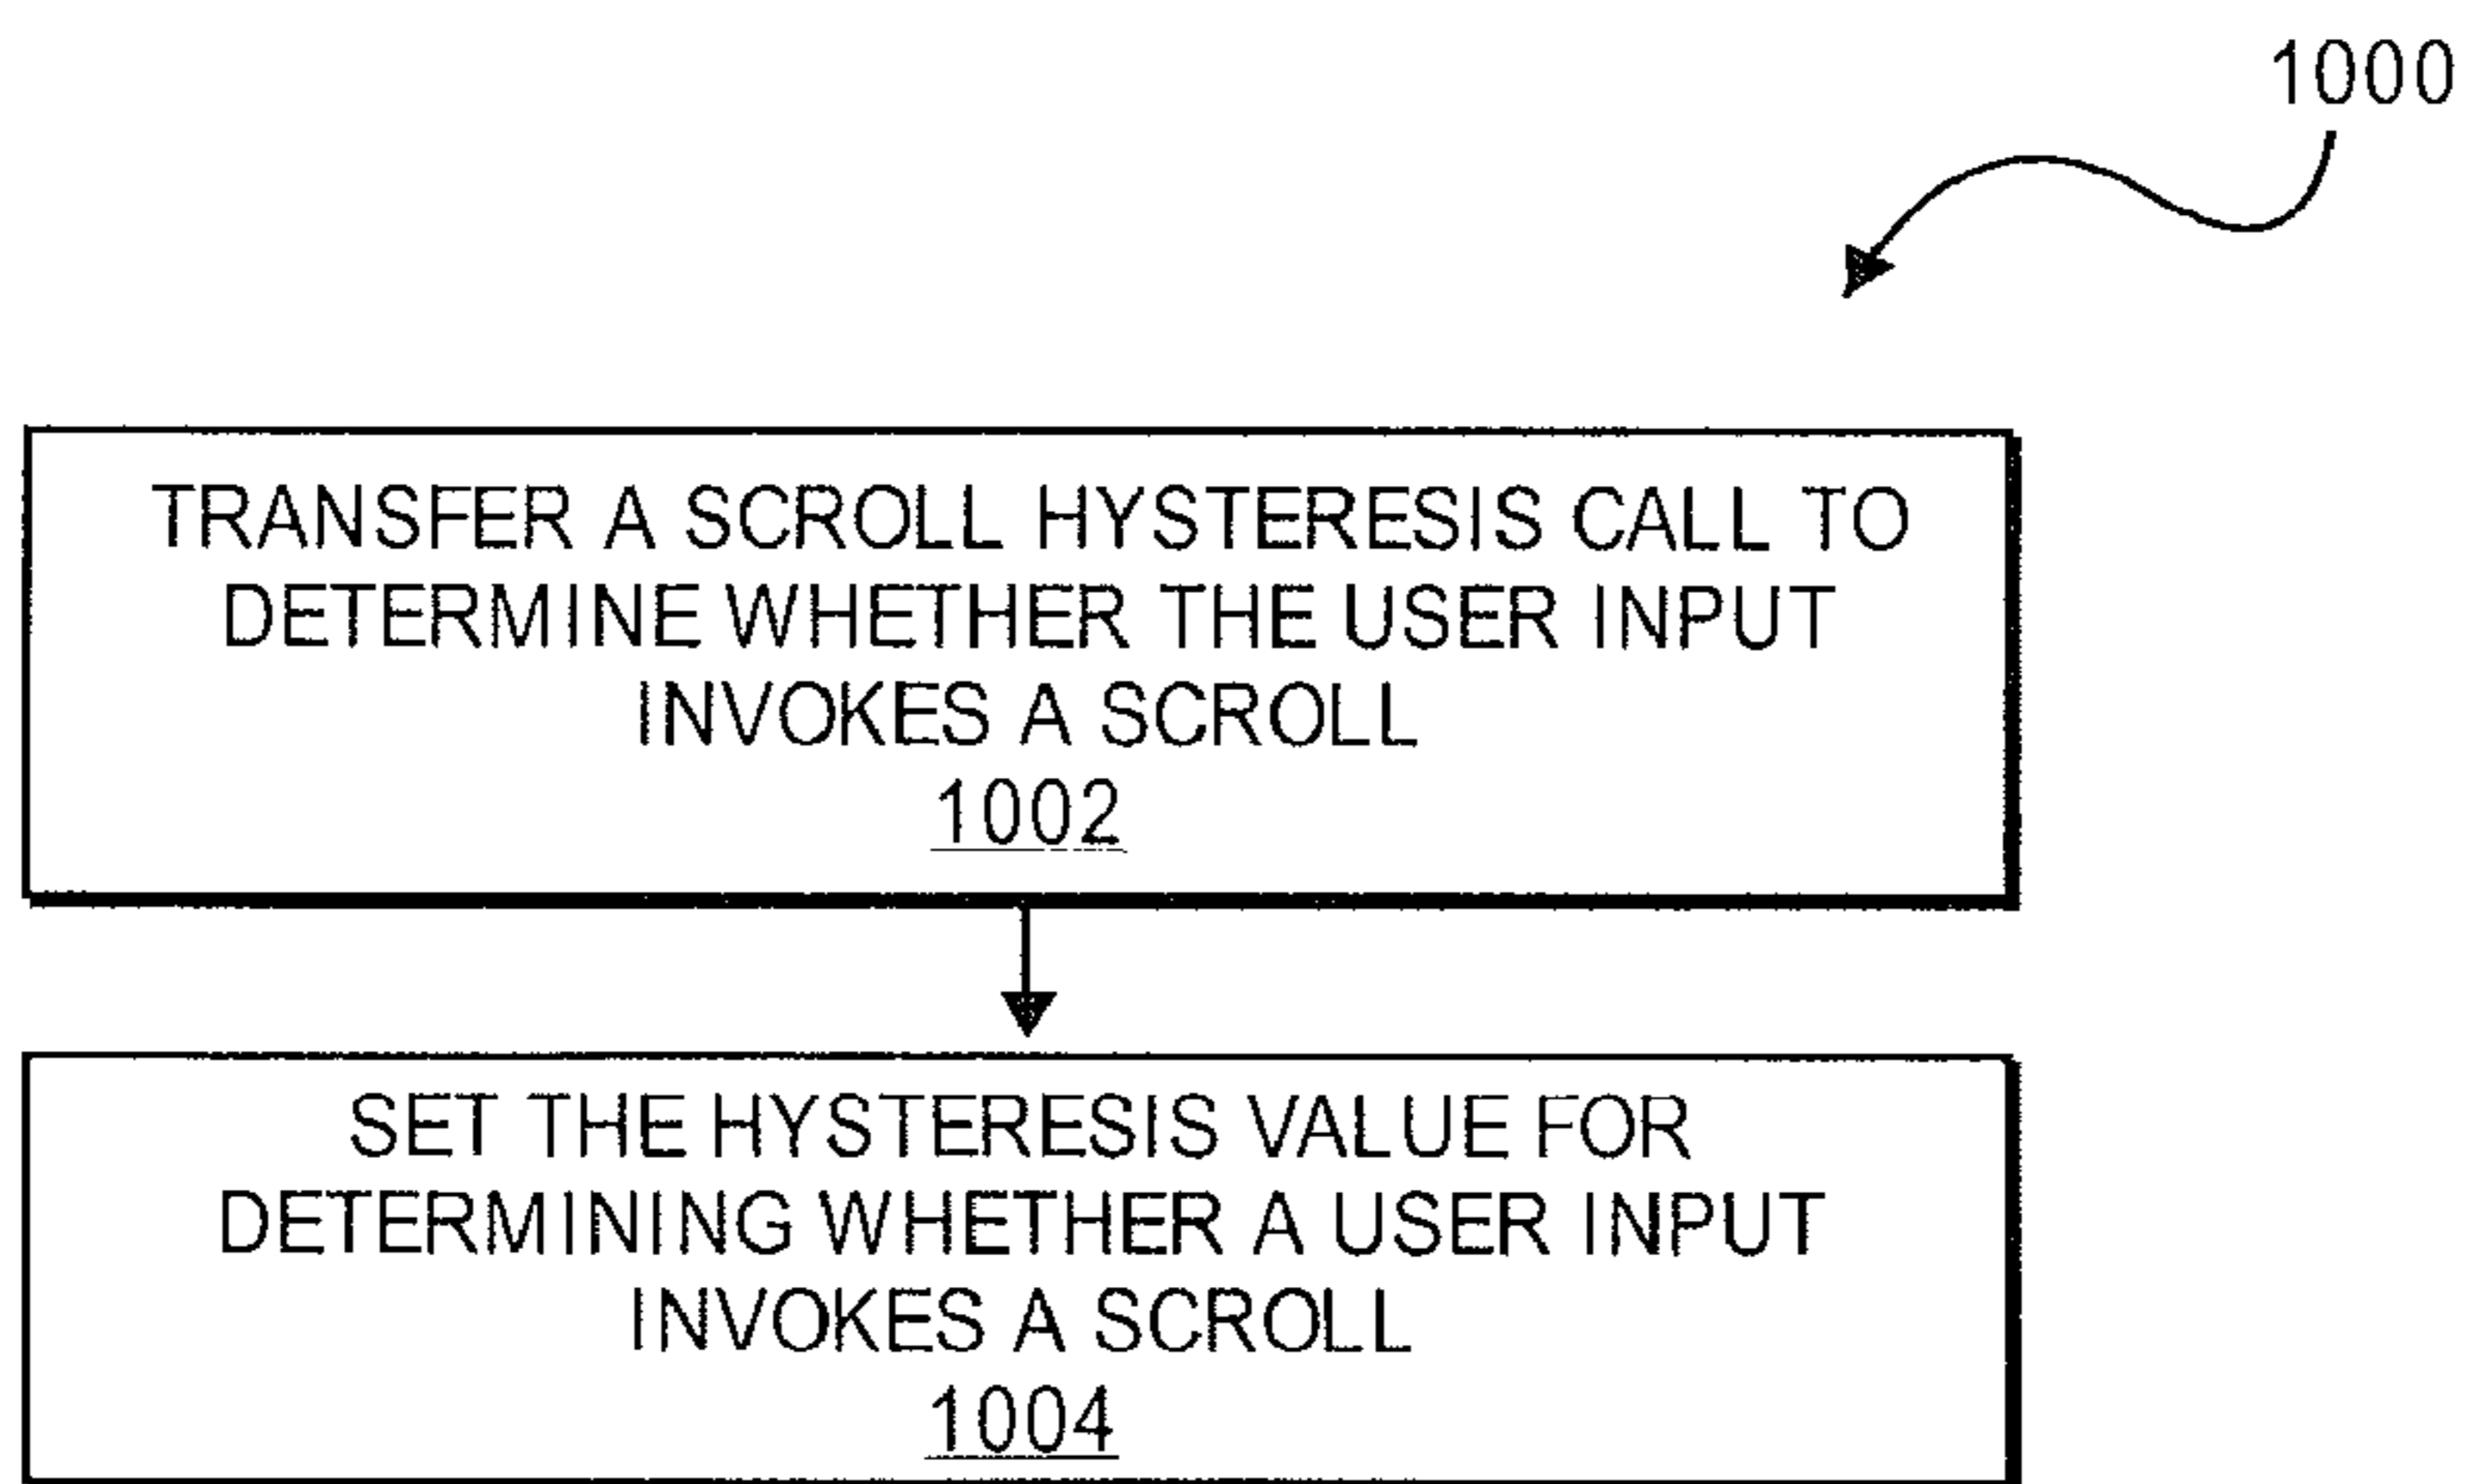 1000
TRANSFER A SCROLL HYSTERESIS CALL TO
DETERMINE WHETHER THE USER INPUT
INVOKES A SCROLL
1002
SET THE HYSTERESIS VALUE FOR
DETERMINING WHETHER A USER INPUT
INVOKES A SCROLL
1004